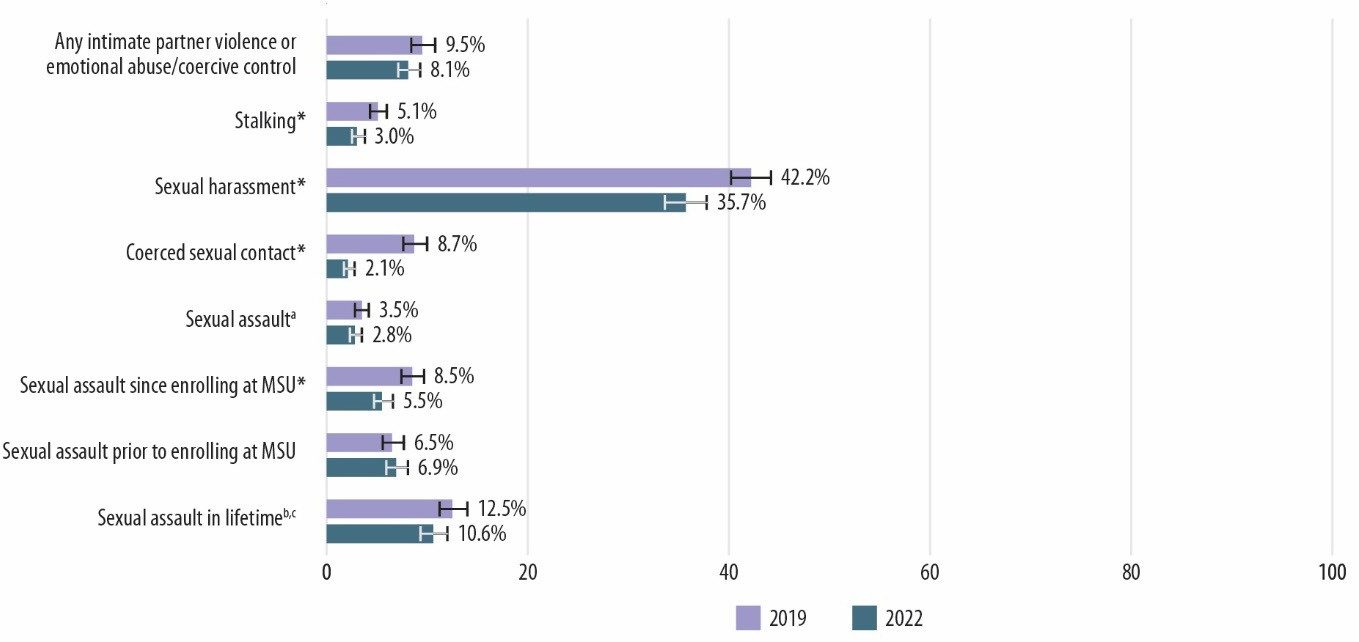 Any intimate partner violence or
emotional abuse/coercive control
9.5%
8.1%
Stalking*
5.1%
3.0%
Sexual harassment*
42.2%
35.7%
Coerced sexual contact*
8.7%
2.1%
Sexual assaultᵃ
3.5%
2.8%
Sexual assault since enrolling at MSU*
8.5%
5.5%
Sexual assault prior to enrolling at MSU
6.5%
6.9%
Sexual assault in lifetimeᵇ,ᶜ
12.5%
10.6%
0 20 40 60 80 100
2019 2022